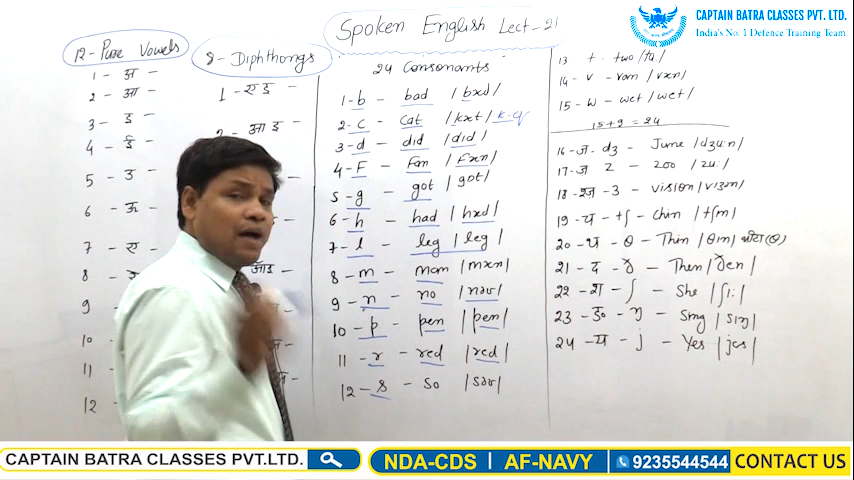 Spoken English Lect-21
CAPTAIN BATRA CLASSES PVT. LTD.
India's No. 1 Defence Training Team
12- Pure Vowels
1 - अ -
2 - आ -
3 - इ -
4 - ई -
5 - उ -
6 - ऊ -
7 - ए -
8 -
9 -
10 -
11 -
12 -
8- Diphthongs
1 - एइ -
2 - आइ -
ऑइ -
24 Consonants
1-b - bad /bæd/
2-c - cat /kæt/ k-q
3-d - did /did/
4-F - Fan /Fæn/
5-g - got /got/
6-h - had /hæd/
7-l - leg /leg/
8-m - man /mæn/
9-n - no /nəʊ/
10-p - pen /pen/
11-r - red /red/
12-s - so /səʊ/
13 t - two /tu:/
14-v - van /væn/
15-w - wet /wet/
15+9 = 24
16-ज - dʒ - June /dʒu:n/
17-ज़ Z - zoo /zu:/
18-श्ज़ - ʒ - vision /viʒən/
19-च - tʃ - chin /tʃin/
20-थ - θ - Thin /θin/ थीटा (θ)
21-द - ð - Then /ðen/
22-श - ʃ - She /ʃi:/
23-ङ - ŋ - Sing /siŋ/
24-य - j - Yes /jes/
CAPTAIN BATRA CLASSES PVT.LTD.
NDA-CDS | AF-NAVY
9235544544
CONTACT US